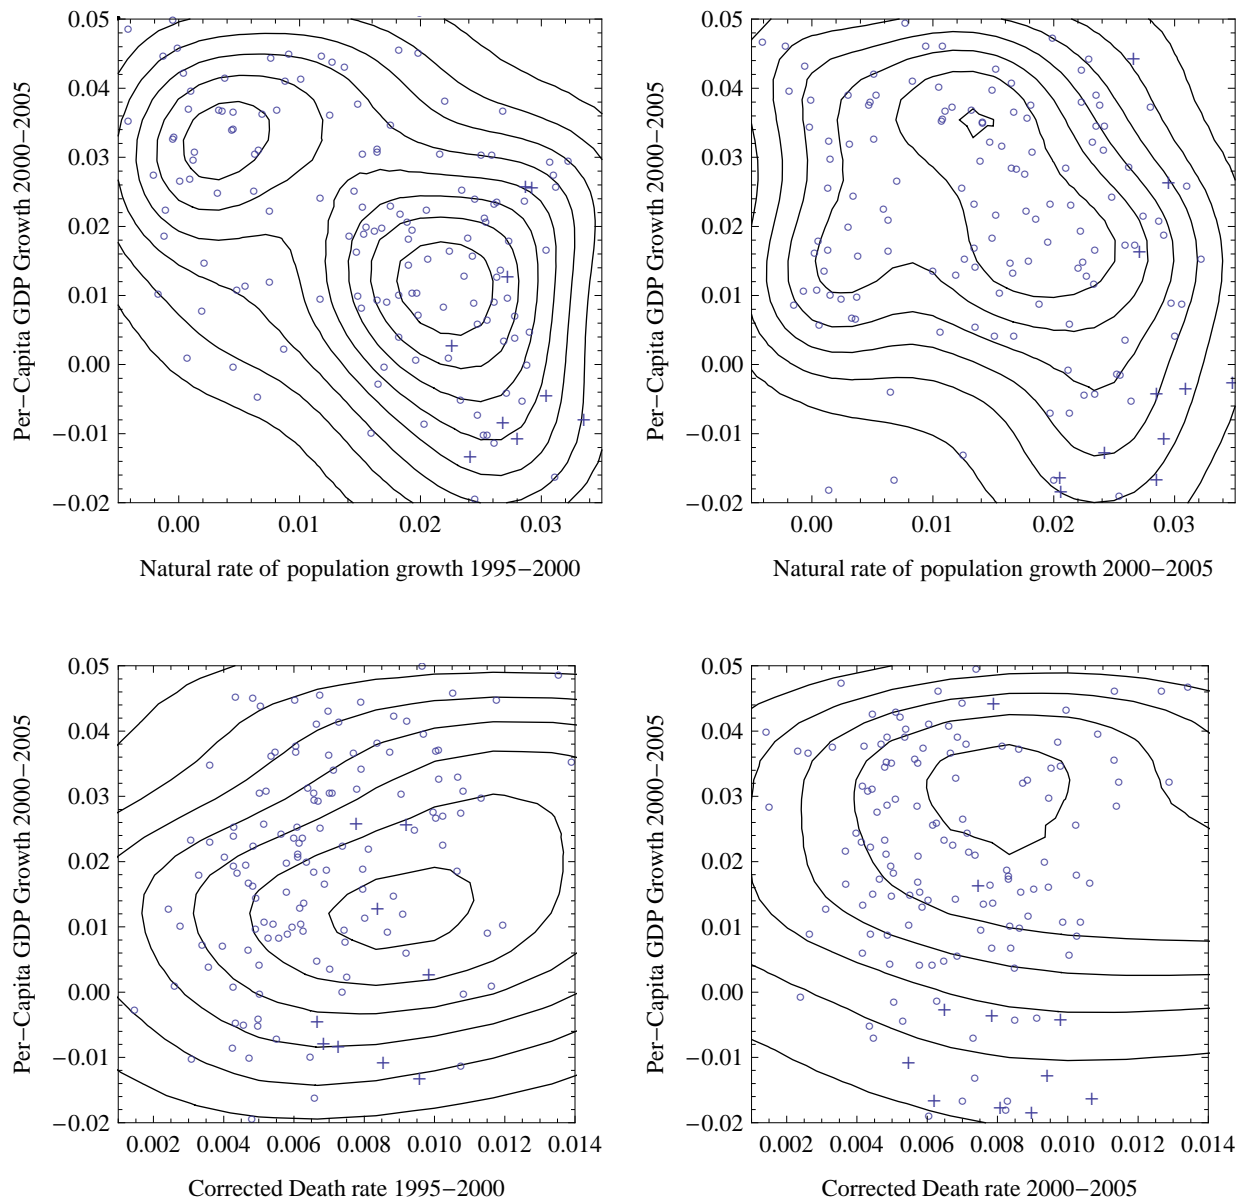 Per−Capita GDP Growth 2000−2005
0.05
0.04
0.03
0.02
0.01
0.00
−0.01
−0.02
0.00 0.01 0.02 0.03
Natural rate of population growth 1995−2000
Per−Capita GDP Growth 2000−2005
0.05
0.04
0.03
0.02
0.01
0.00
−0.01
−0.02
0.00 0.01 0.02 0.03
Natural rate of population growth 2000−2005
Per−Capita GDP Growth 2000−2005
0.05
0.04
0.03
0.02
0.01
0.00
−0.01
−0.02
0.002 0.004 0.006 0.008 0.010 0.012 0.014
Corrected Death rate 1995−2000
Per−Capita GDP Growth 2000−2005
0.05
0.04
0.03
0.02
0.01
0.00
−0.01
−0.02
0.002 0.004 0.006 0.008 0.010 0.012 0.014
Corrected Death rate 2000−2005